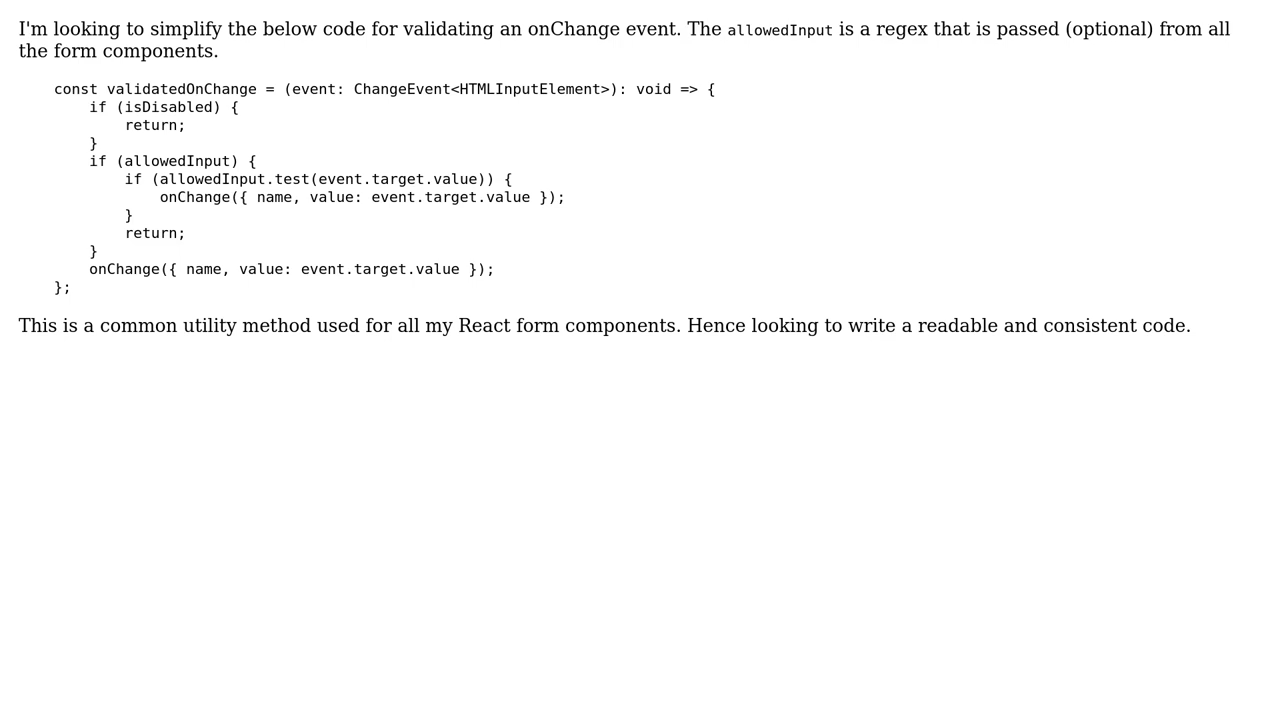 I'm looking to simplify the below code for validating an onChange event. The allowedInput is a regex that is passed (optional) from all
the form components.
const validatedOnChange = (event: ChangeEvent<HTMLInputElement>): void => {
    if (isDisabled) {
        return;
    }
    if (allowedInput) {
        if (allowedInput.test(event.target.value)) {
            onChange({ name, value: event.target.value });
        }
        return;
    }
    onChange({ name, value: event.target.value });
};
This is a common utility method used for all my React form components. Hence looking to write a readable and consistent code.